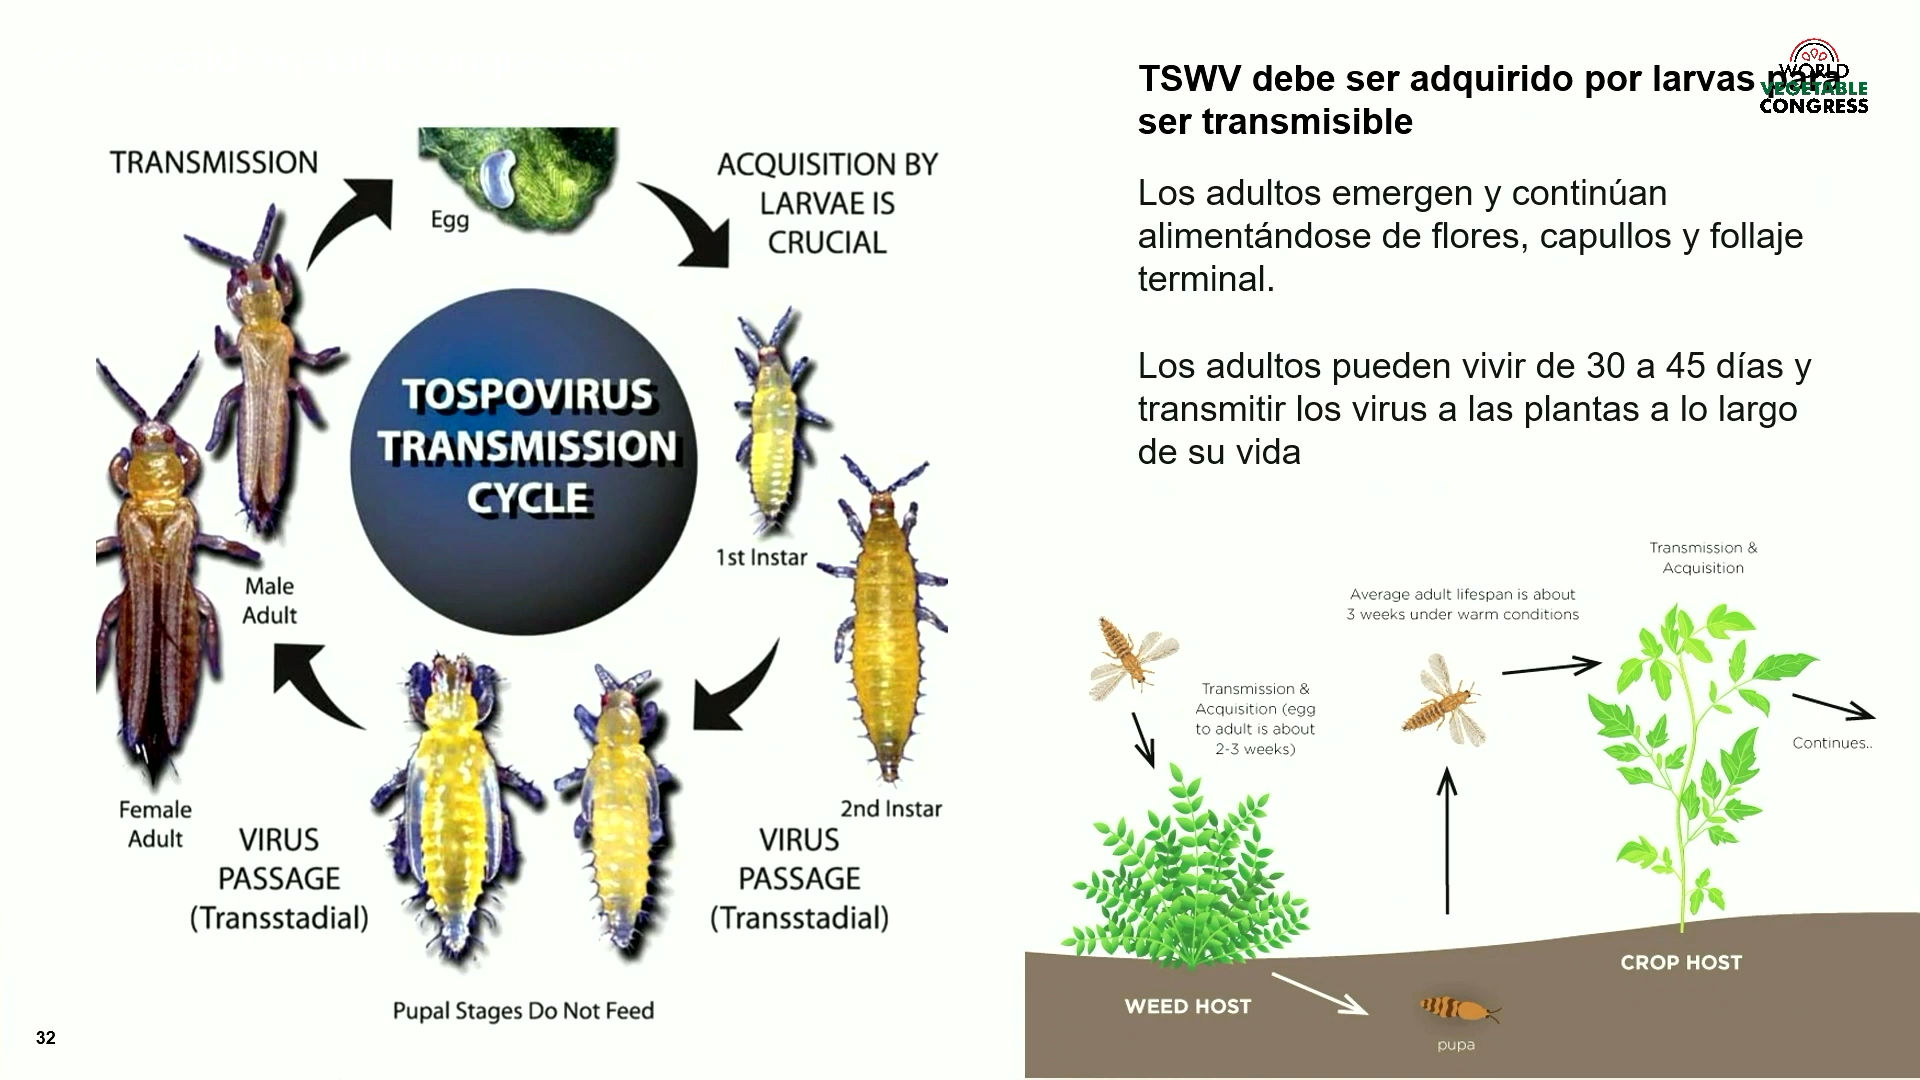 TRANSMISSION
Egg
ACQUISITION BY
LARVAE IS
CRUCIAL
TOSPOVIRUS
TRANSMISSION
CYCLE
1st Instar
Male
Adult
2nd Instar
Female
Adult
VIRUS
PASSAGE
(Transstadial)
VIRUS
PASSAGE
(Transstadial)
Pupal Stages Do Not Feed
32
TSWV debe ser adquirido por larvas para
ser transmisible
WORLD
VEGETABLE
CONGRESS
Los adultos emergen y continúan
alimentándose de flores, capullos y follaje
terminal.
Los adultos pueden vivir de 30 a 45 días y
transmitir los virus a las plantas a lo largo
de su vida
Transmission &
Acquisition
Average adult lifespan is about
3 weeks under warm conditions
Transmission &
Acquisition (egg
to adult is about
2-3 weeks)
Continues..
CROP HOST
WEED HOST
pupa